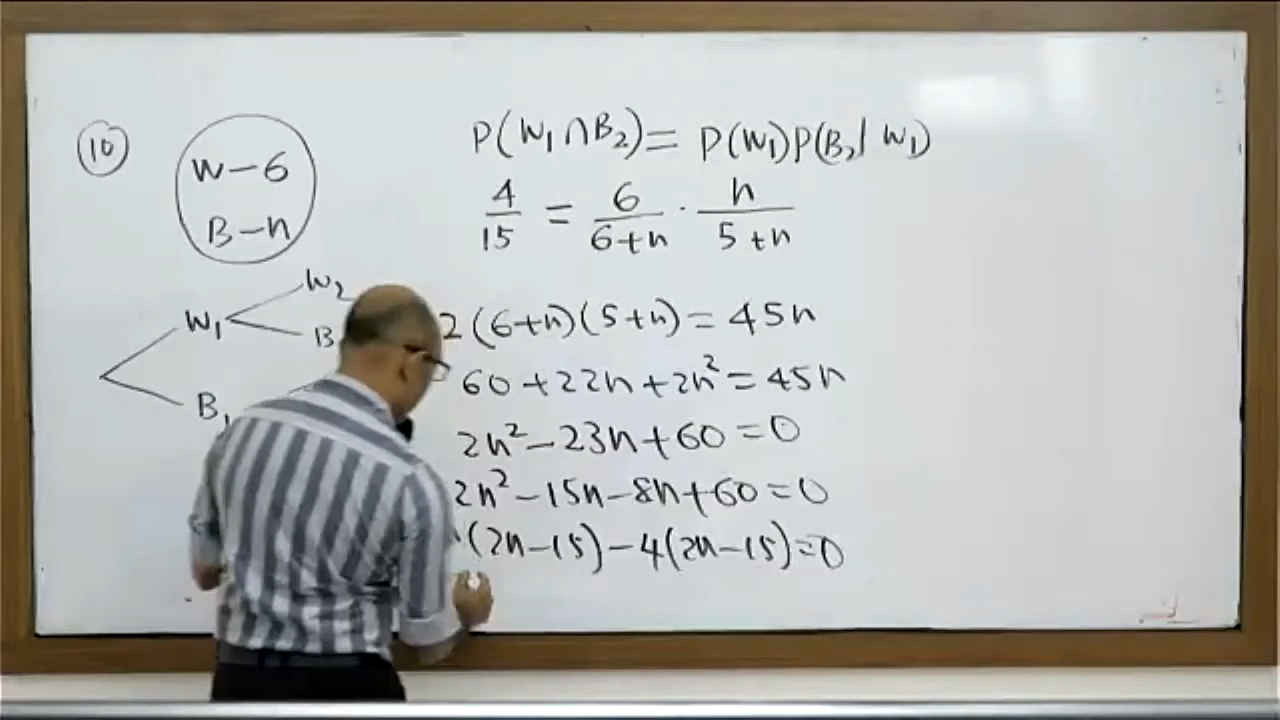 10
W-6
B-n
W₁
W₂
B
B₁
P(W₁∩B₂) = P(W₁)P(B₂|W₁)
4/15 = 6/(6+n) · n/(5+n)
2(6+n)(5+n) = 45n
60+22n+2n² = 45n
2n²-23n+60 = 0
2n²-15n-8n+60 = 0
(2n-15)-4(2n-15)=0